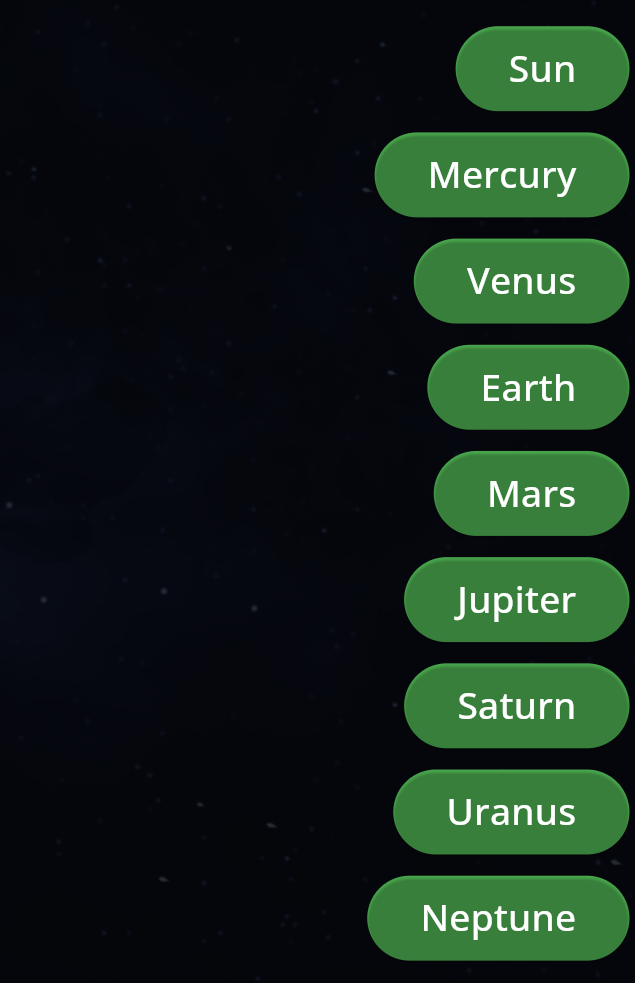 Sun
Mercury
Venus
Earth
Mars
Jupiter
Saturn
Uranus
Neptune